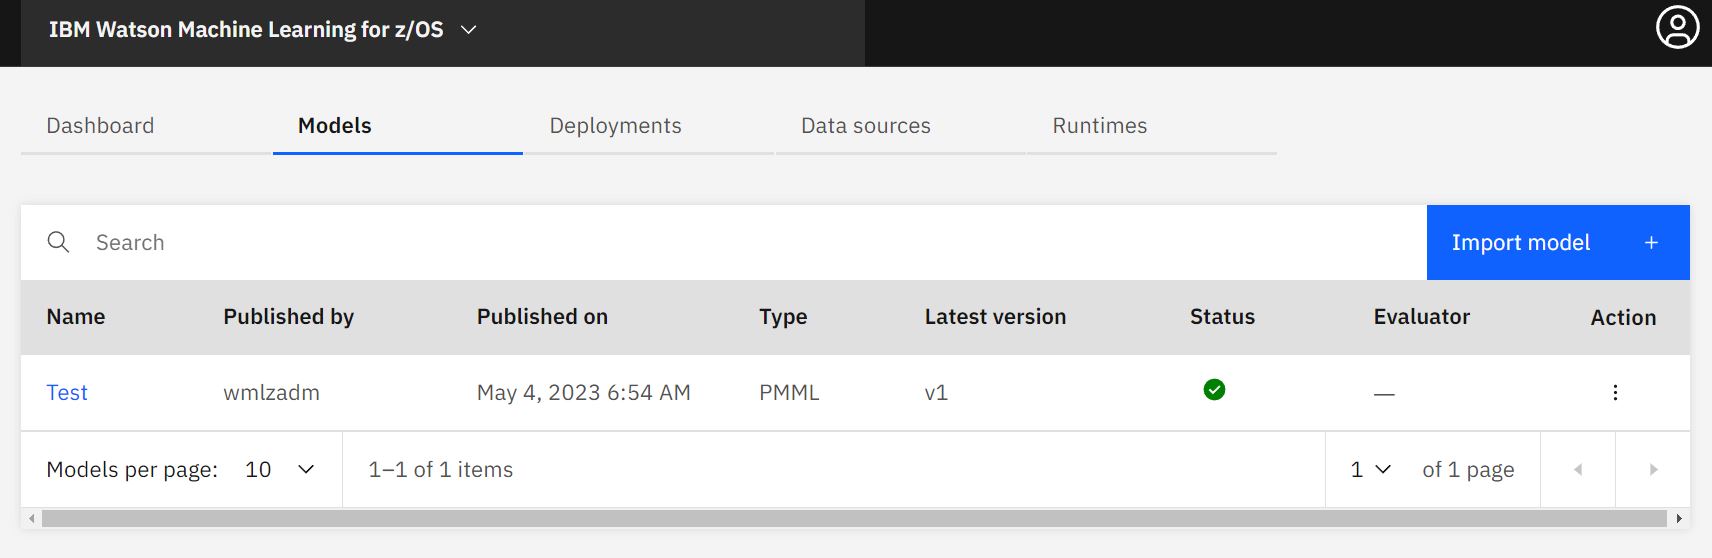 IBM Watson Machine Learning for z/OS
Dashboard Models Deployments Data sources Runtimes
Search Import model +
Name Published by Published on Type Latest version Status Evaluator Action
Test wmlzadm May 4, 2023 6:54 AM PMML v1 —
Models per page: 10 1–1 of 1 items 1 of 1 page